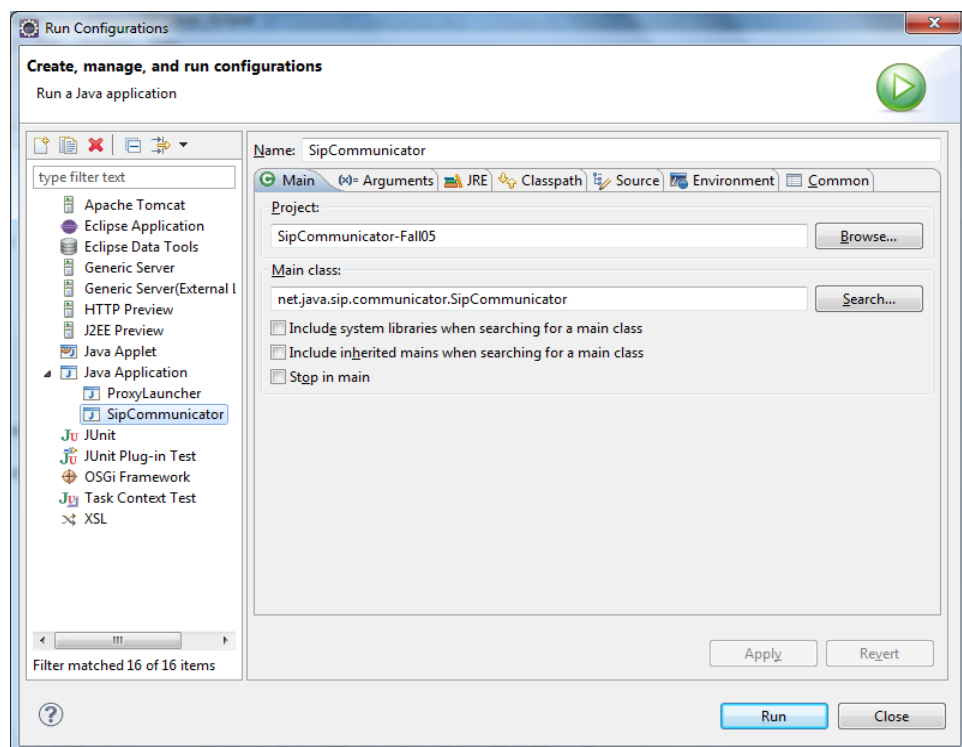 Run Configurations
Create, manage, and run configurations
Run a Java application
type filter text
Apache Tomcat
Eclipse Application
Eclipse Data Tools
Generic Server
Generic Server(External L
HTTP Preview
J2EE Preview
Java Applet
Java Application
ProxyLauncher
SipCommunicator
JUnit
JUnit Plug-in Test
OSGi Framework
Task Context Test
XSL
Filter matched 16 of 16 items
Name: SipCommunicator
Main (x)= Arguments JRE Classpath Source Environment Common
Project:
SipCommunicator-Fall05 Browse...
Main class:
net.java.sip.communicator.SipCommunicator Search...
Include system libraries when searching for a main class
Include inherited mains when searching for a main class
Stop in main
Apply Revert
Run Close